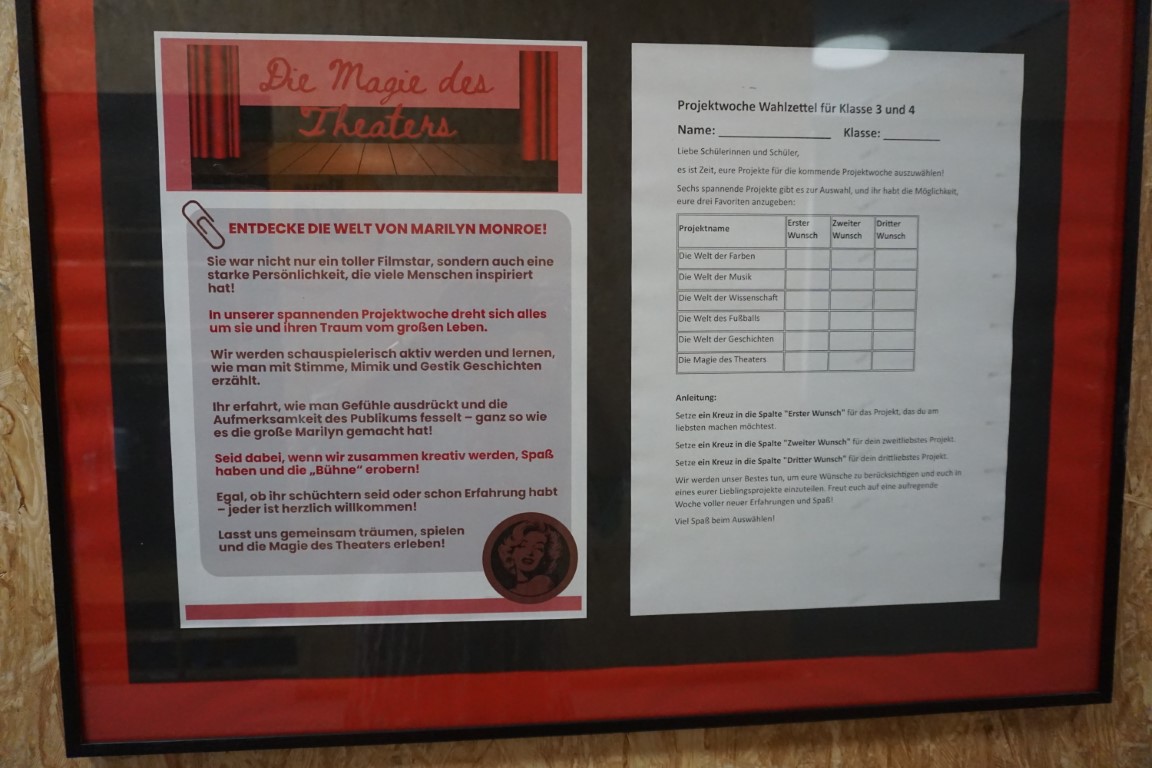 Die Magie des
Theaters
ENTDECKE DIE WELT VON MARILYN MONROE!
Sie war nicht nur ein toller Filmstar, sondern auch eine
starke Persönlichkeit, die viele Menschen inspiriert
hat!
In unserer spannenden Projektwoche dreht sich alles
um sie und ihren Traum vom großen Leben.
Wir werden schauspielerisch aktiv werden und lernen,
wie man mit Stimme, Mimik und Gestik Geschichten
erzählt.
Ihr erfahrt, wie man Gefühle ausdrückt und die
Aufmerksamkeit des Publikums fesselt – ganz so wie
es die große Marilyn gemacht hat!
Seid dabei, wenn wir zusammen kreativ werden, Spaß
haben und die „Bühne" erobern!
Egal, ob ihr schüchtern seid oder schon Erfahrung habt
– jeder ist herzlich willkommen!
Lasst uns gemeinsam träumen, spielen
und die Magie des Theaters erleben!
Projektwoche Wahlzettel für Klasse 3 und 4
Name: ________________ Klasse: ________
Liebe Schülerinnen und Schüler,
es ist Zeit, eure Projekte für die kommende Projektwoche auszuwählen!
Sechs spannende Projekte gibt es zur Auswahl, und ihr habt die Möglichkeit,
eure drei Favoriten anzugeben:
Projektname Erster Wunsch Zweiter Wunsch Dritter Wunsch
Die Welt der Farben
Die Welt der Musik
Die Welt der Wissenschaft
Die Welt des Fußballs
Die Welt der Geschichten
Die Magie des Theaters
Anleitung:
Setze ein Kreuz in die Spalte "Erster Wunsch" für das Projekt, das du am
liebsten machen möchtest.
Setze ein Kreuz in die Spalte "Zweiter Wunsch" für dein zweitliebstes Projekt.
Setze ein Kreuz in die Spalte "Dritter Wunsch" für dein drittliebstes Projekt.
Wir werden unser Bestes tun, um eure Wünsche zu berücksichtigen und euch in
eines eurer Lieblingsprojekte einzuteilen. Freut euch auf eine aufregende
Woche voller neuer Erfahrungen und Spaß!
Viel Spaß beim Auswählen!